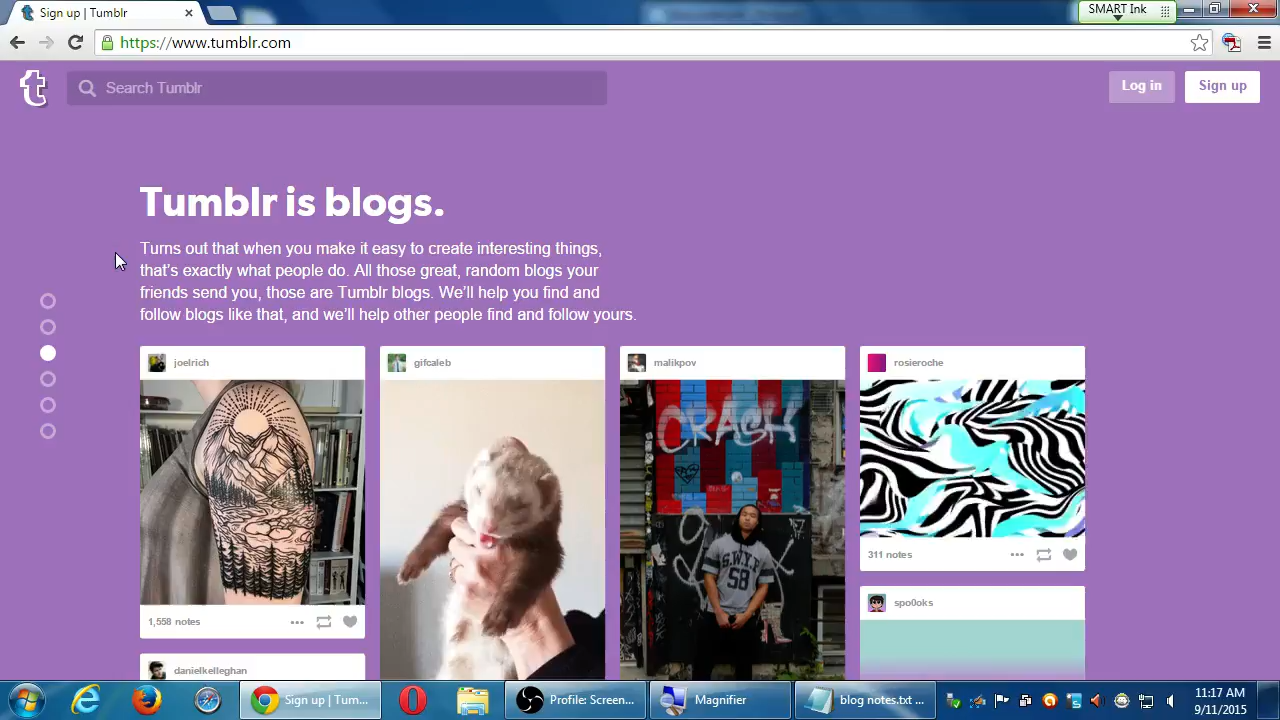 Sign up | Tumblr
SMART Ink
https://www.tumblr.com
Search Tumblr
Log in
Sign up
Tumblr is blogs.
Turns out that when you make it easy to create interesting things,
that's exactly what people do. All those great, random blogs your
friends send you, those are Tumblr blogs. We'll help you find and
follow blogs like that, and we'll help other people find and follow yours.
joelrich
gifcaleb
malikpov
rosieroche
CRASH
S.W.I.F
58
311 notes
spo0oks
1,558 notes
danielkelleghan
Sign up | Tum...
Profile: Screen...
Magnifier
blog notes.txt ...
11:17 AM
9/11/2015